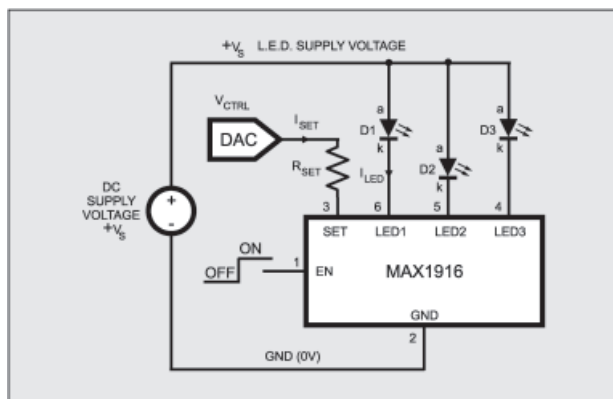 +VS L.E.D. SUPPLY VOLTAGE
VCTRL
ISET
DAC
RSET
a
D1
k
ILED
a
D2
k
a
D3
k
DC
SUPPLY
VOLTAGE
+VS
+
-
3
6
5
4
SET
LED1
LED2
LED3
ON
OFF
1
EN
MAX1916
GND
2
GND (0V)